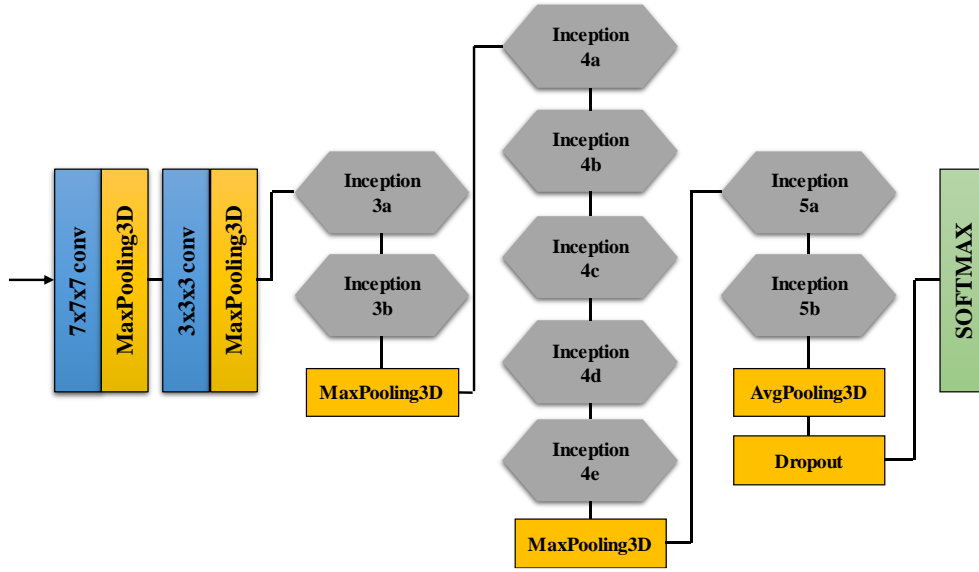 7x7x7 conv
MaxPooling3D
3x3x3 conv
MaxPooling3D
Inception
3a
Inception
3b
MaxPooling3D
Inception
4a
Inception
4b
Inception
4c
Inception
4d
Inception
4e
MaxPooling3D
Inception
5a
Inception
5b
AvgPooling3D
Dropout
SOFTMAX